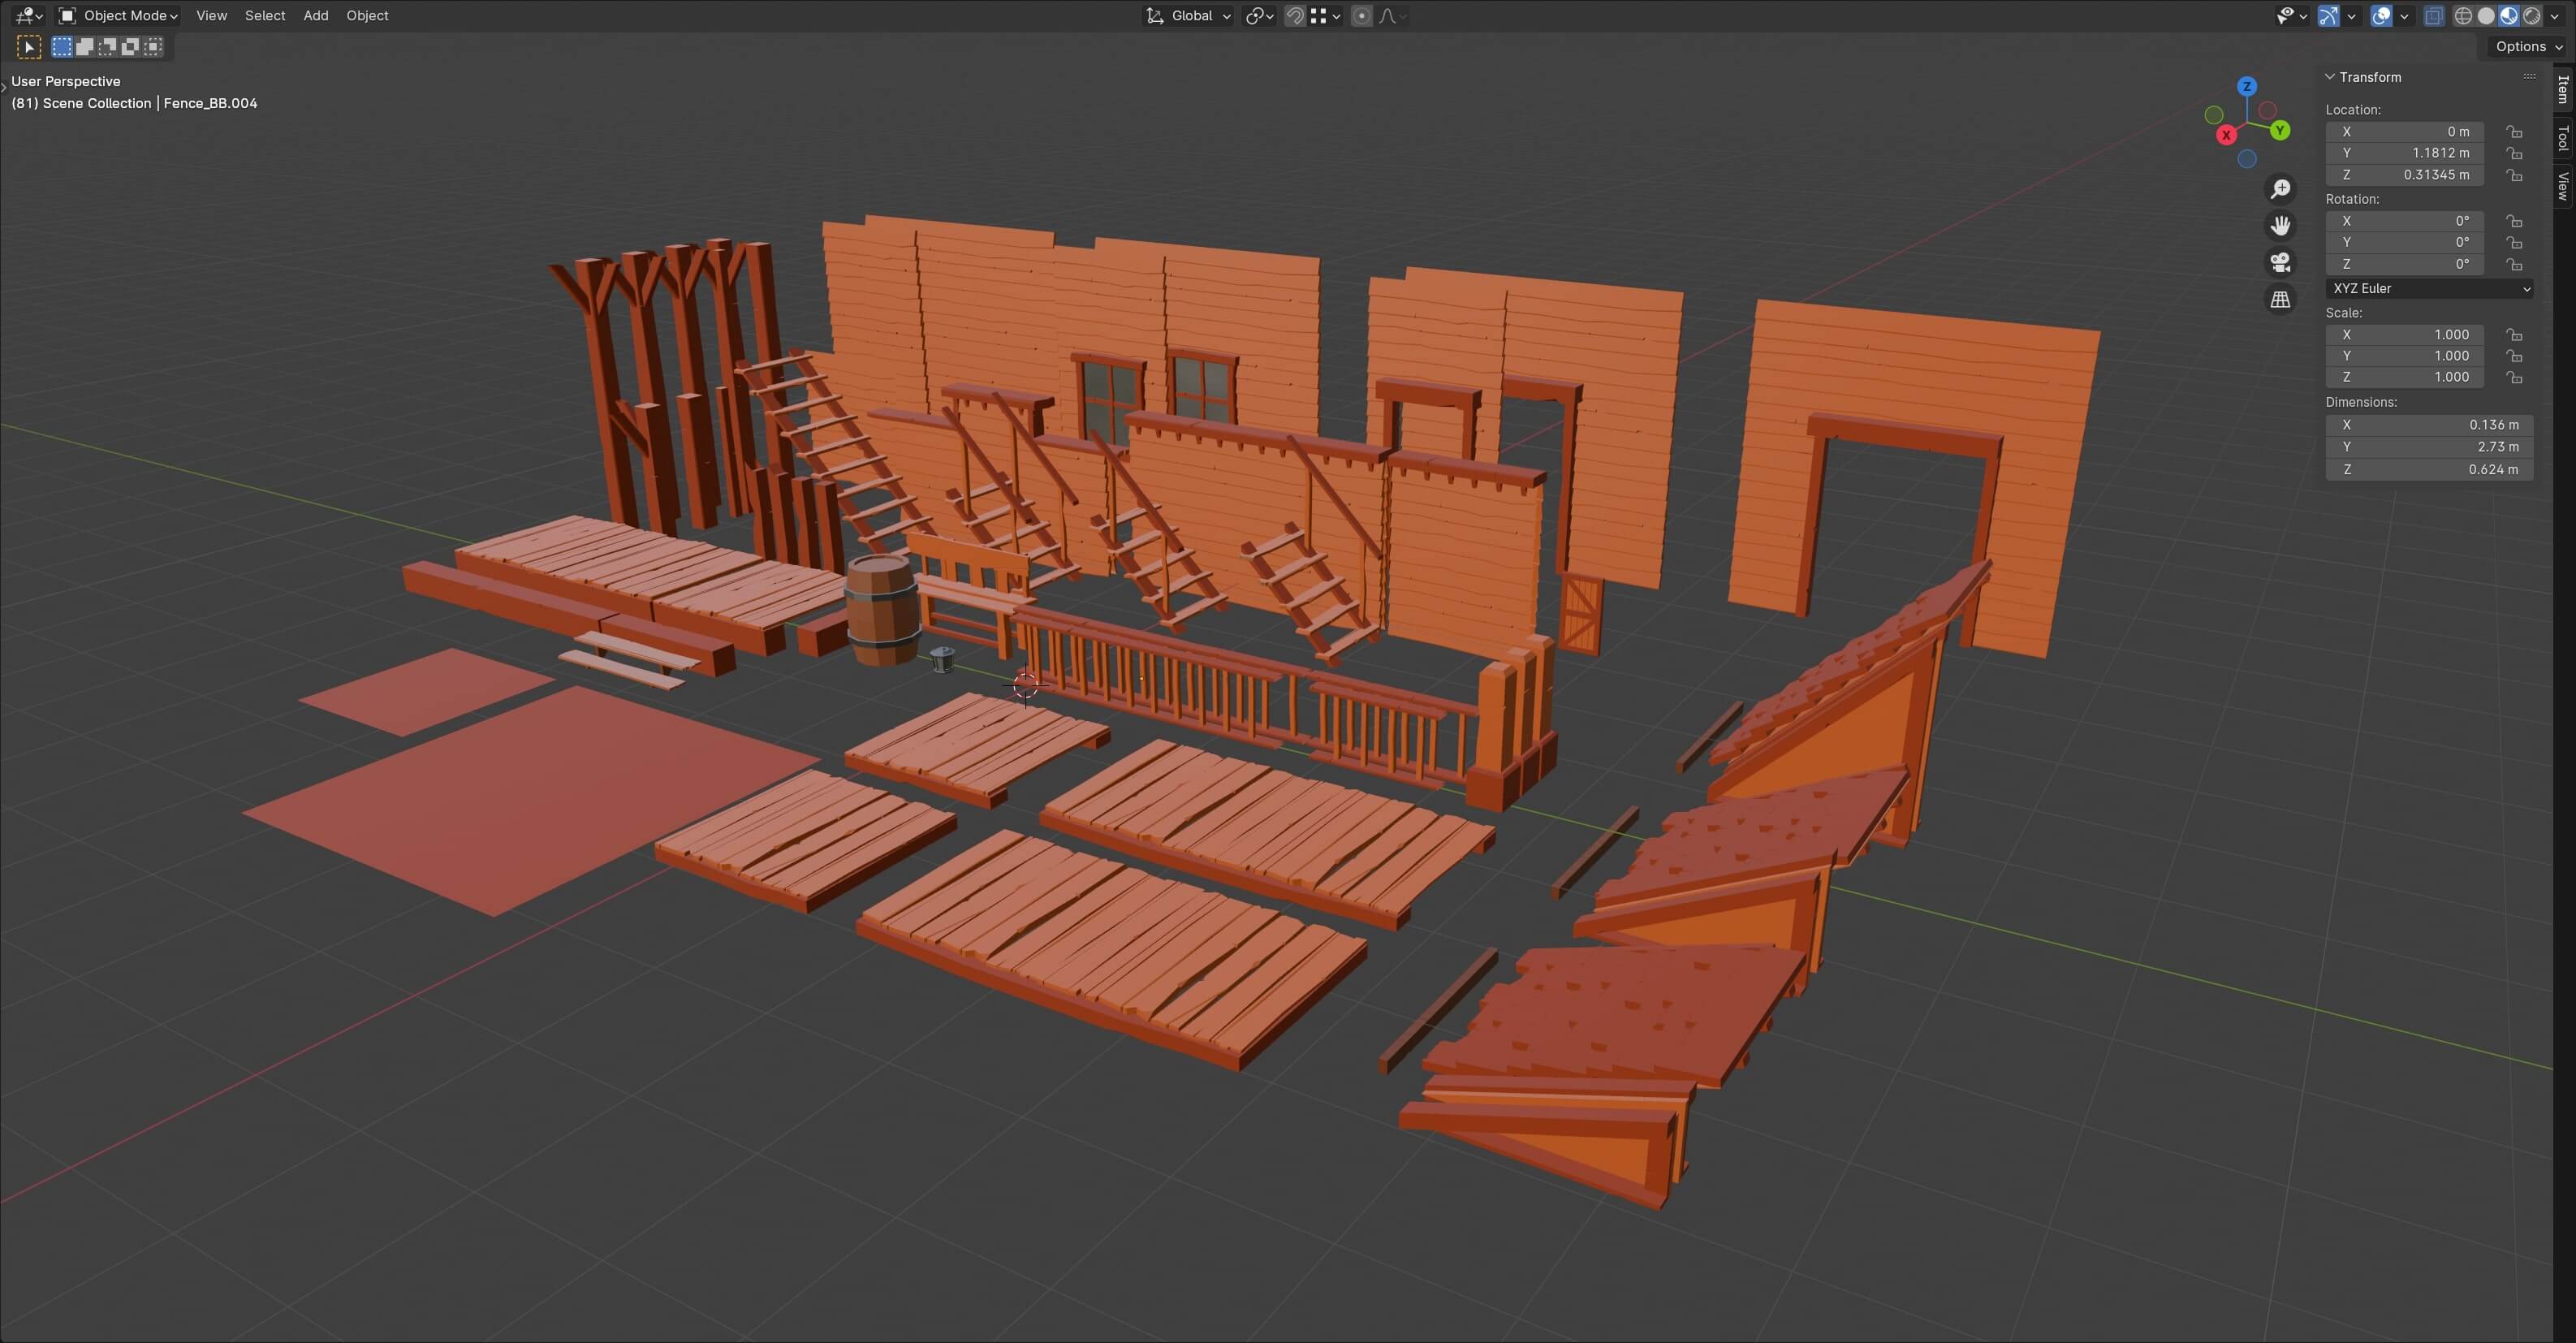 Object Mode View Select Add Object Global
Options
User Perspective
(81) Scene Collection | Fence_BB.004
Z
Y
X
Transform
Location:
X 0 m
Y 1.1812 m
Z 0.31345 m
Rotation:
X 0°
Y 0°
Z 0°
XYZ Euler
Scale:
X 1.000
Y 1.000
Z 1.000
Dimensions:
X 0.136 m
Y 2.73 m
Z 0.624 m
Item
Tool
View